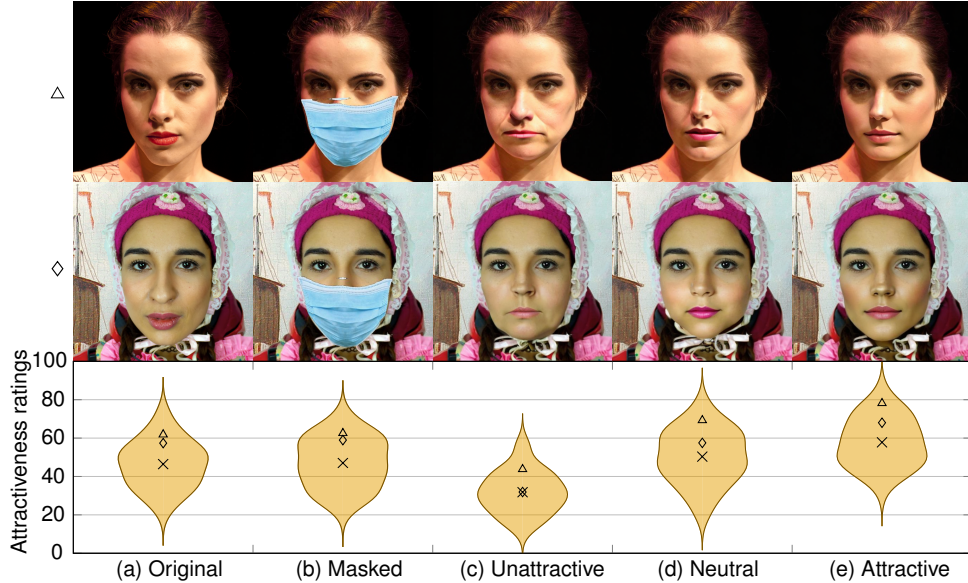 Attractiveness ratings
100
80
60
40
20
0
(a) Original
(b) Masked
(c) Unattractive
(d) Neutral
(e) Attractive